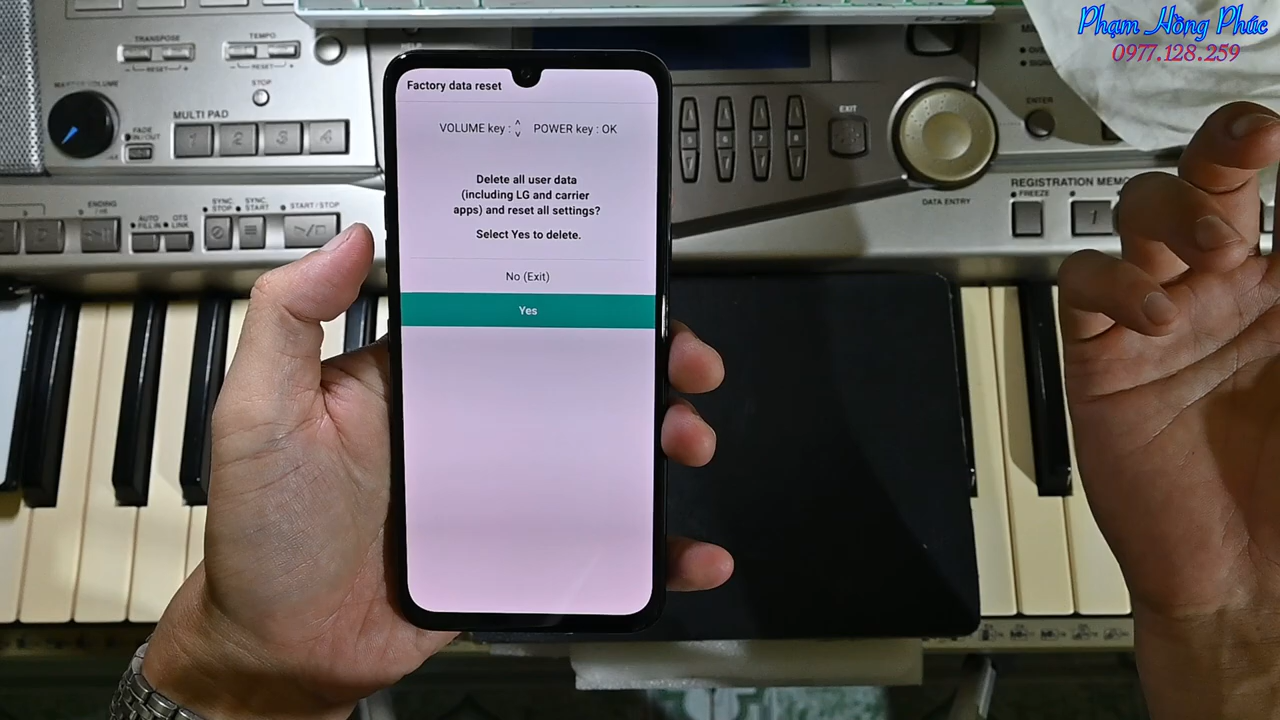 Phạm Hồng Phúc
0977.128.259
TRANSPOSE
TEMPO
RESET
RESET
STOP
MASTER VOLUME
FADE
IN/OUT
MULTI PAD
1 2 3 4
EXIT
ENTER
DATA ENTRY
REGISTRATION MEMO
FREEZE
1
ENDING
AUTO
FILL IN
OTS
LINK
SYNC
STOP
SYNC
START
START/STOP
Factory data reset
VOLUME key : POWER key : OK
Delete all user data
(including LG and carrier
apps) and reset all settings?
Select Yes to delete.
No (Exit)
Yes